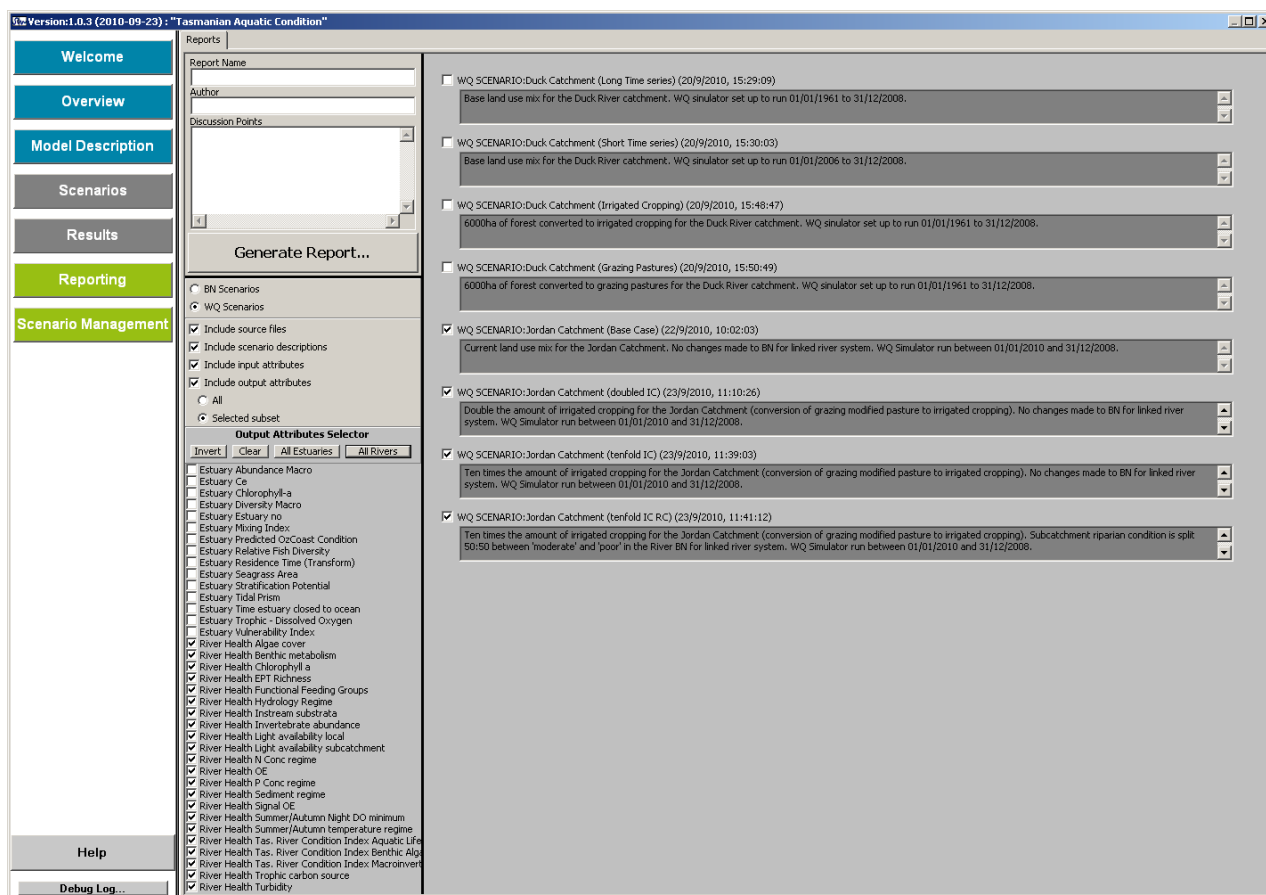 Version:1.0.3 (2010-09-23) : "Tasmanian Aquatic Condition"
Welcome
Overview
Model Description
Scenarios
Results
Reporting
Scenario Management
Help
Debug Log...
Reports
Report Name
Author
Discussion Points
Generate Report...
BN Scenarios
WQ Scenarios
Include source files
Include scenario descriptions
Include input attributes
Include output attributes
All
Selected subset
Output Attributes Selector
Invert Clear All Estuaries All Rivers
Estuary Abundance Macro
Estuary Ce
Estuary Chlorophyll-a
Estuary Diversity Macro
Estuary Estuary no
Estuary Mixing Index
Estuary Predicted OzCoast Condition
Estuary Relative Fish Diversity
Estuary Residence Time (Transform)
Estuary Seagrass Area
Estuary Stratification Potential
Estuary Tidal Prism
Estuary Time estuary closed to ocean
Estuary Trophic - Dissolved Oxygen
Estuary Vulnerability Index
River Health Algae cover
River Health Benthic metabolism
River Health Chlorophyll a
River Health EPT Richness
River Health Functional Feeding Groups
River Health Hydrology Regime
River Health Instream substrata
River Health Invertebrate abundance
River Health Light availability local
River Health Light availability subcatchment
River Health N Conc regime
River Health OE
River Health P Conc regime
River Health Sediment regime
River Health Signal OE
River Health Summer/Autumn Night DO minimum
River Health Summer/Autumn temperature regime
River Health Tas. River Condition Index Aquatic Life
River Health Tas. River Condition Index Benthic Alga
River Health Tas. River Condition Index Macroinvert
River Health Trophic carbon source
River Health Turbidity
WQ SCENARIO:Duck Catchment (Long Time series) (20/9/2010, 15:29:09)
Base land use mix for the Duck River catchment. WQ sinulator set up to run 01/01/1961 to 31/12/2008.
WQ SCENARIO:Duck Catchment (Short Time series) (20/9/2010, 15:30:03)
Base land use mix for the Duck River catchment. WQ sinulator set up to run 01/01/2006 to 31/12/2008.
WQ SCENARIO:Duck Catchment (Irrigated Cropping) (20/9/2010, 15:48:47)
6000ha of forest converted to irrigated cropping for the Duck River catchment. WQ sinulator set up to run 01/01/1961 to 31/12/2008.
WQ SCENARIO:Duck Catchment (Grazing Pastures) (20/9/2010, 15:50:49)
6000ha of forest converted to grazing pastures for the Duck River catchment. WQ sinulator set up to run 01/01/1961 to 31/12/2008.
WQ SCENARIO:Jordan Catchment (Base Case) (22/9/2010, 10:02:03)
Current land use mix for the Jordan Catchment. No changes made to BN for linked river system. WQ Simulator run between 01/01/2010 and 31/12/2008.
WQ SCENARIO:Jordan Catchment (doubled IC) (23/9/2010, 11:10:26)
Double the amount of irrigated cropping for the Jordan Catchment (conversion of grazing modified pasture to irrigated cropping). No changes made to BN for linked river
system. WQ Simulator run between 01/01/2010 and 31/12/2008.
WQ SCENARIO:Jordan Catchment (tenfold IC) (23/9/2010, 11:39:03)
Ten times the amount of irrigated cropping for the Jordan Catchment (conversion of grazing modified pasture to irrigated cropping). No changes made to BN for linked river
system. WQ Simulator run between 01/01/2010 and 31/12/2008.
WQ SCENARIO:Jordan Catchment (tenfold IC RC) (23/9/2010, 11:41:12)
Ten times the amount of irrigated cropping for the Jordan Catchment (conversion of grazing modified pasture to irrigated cropping). Subcatchment riparian condition is split
50:50 between 'moderate' and 'poor' in the River BN for linked river system. WQ Simulator run between 01/01/2010 and 31/12/2008.